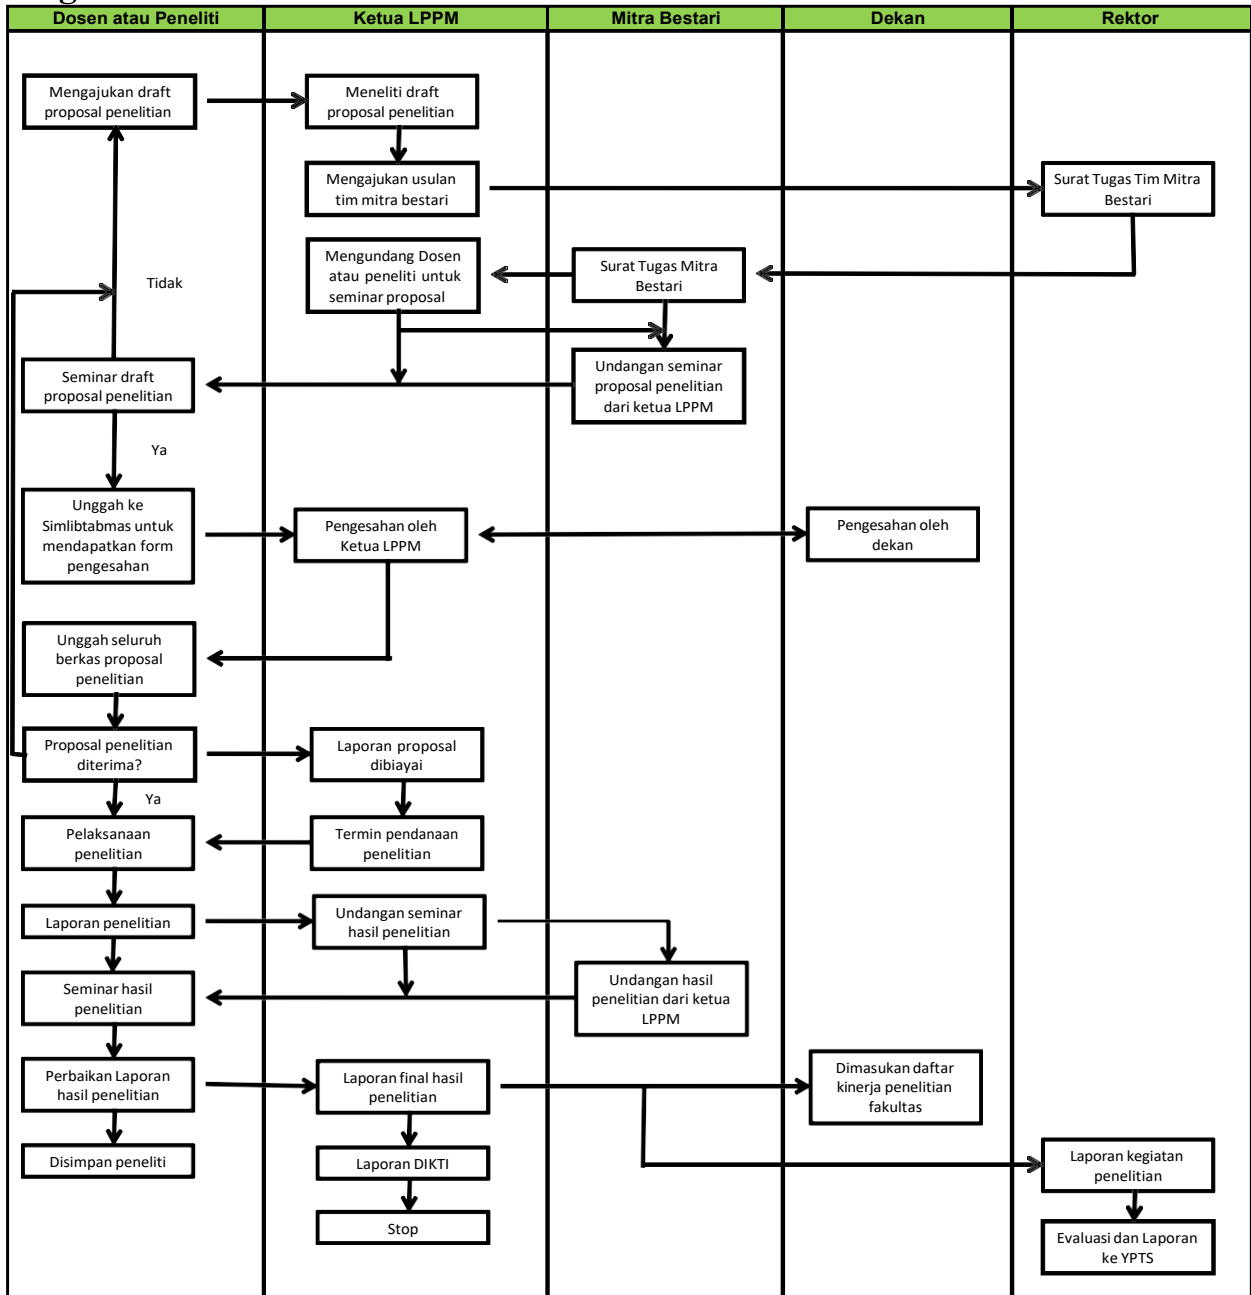 Dosen atau Peneliti
Ketua LPPM
Mitra Bestari
Dekan
Rektor
Mengajukan draft
proposal penelitian
Meneliti draft
proposal penelitian
Mengajukan usulan
tim mitra bestari
Surat Tugas Tim Mitra
Bestari
Mengundang Dosen
atau peneliti untuk
seminar proposal
Surat Tugas Mitra
Bestari
Tidak
Seminar draft
proposal penelitian
Undangan seminar
proposal penelitian
dari ketua LPPM
Ya
Unggah ke
Simlibtabmas untuk
mendapatkan form
pengesahan
Pengesahan oleh
Ketua LPPM
Pengesahan oleh
dekan
Unggah seluruh
berkas proposal
penelitian
Proposal penelitian
diterima?
Laporan proposal
dibiayai
Ya
Pelaksanaan
penelitian
Termin pendanaan
penelitian
Laporan penelitian
Undangan seminar
hasil penelitian
Seminar hasil
penelitian
Undangan hasil
penelitian dari ketua
LPPM
Perbaikan Laporan
hasil penelitian
Laporan final hasil
penelitian
Dimasukan daftar
kinerja penelitian
fakultas
Disimpan peneliti
Laporan DIKTI
Laporan kegiatan
penelitian
Stop
Evaluasi dan Laporan
ke YPTS